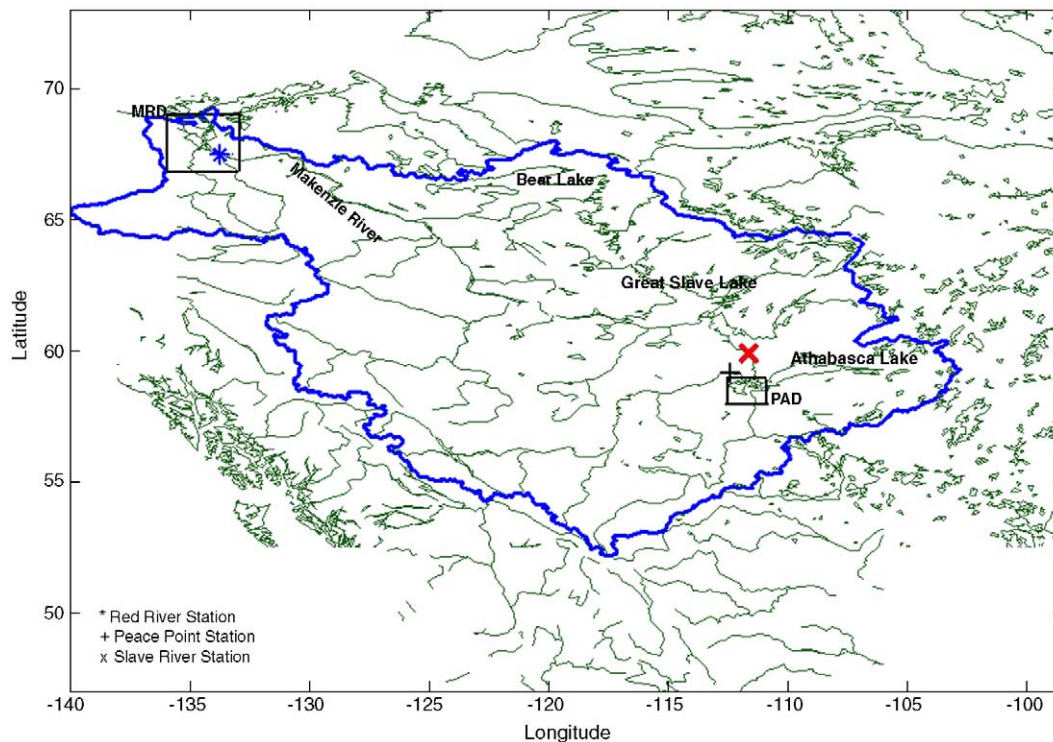 70
65
60
55
50
Latitude
MRD
Makenzie River
Bear Lake
Great Slave Lake
Athabasca Lake
PAD
* Red River Station
+ Peace Point Station
x Slave River Station
-140 -135 -130 -125 -120 -115 -110 -105 -100
Longitude